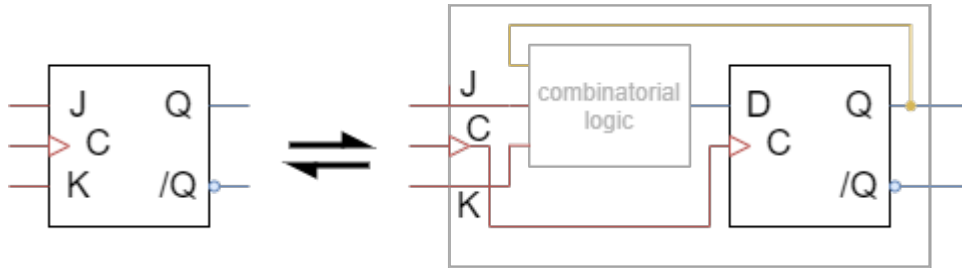 J Q
C
K /Q
J
C
K
combinatorial
logic
D Q
C
/Q